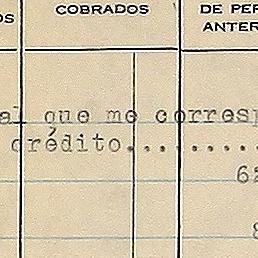 COBRADOS
DE PER
ANTER
al que me corresp
crédito.........
62
8